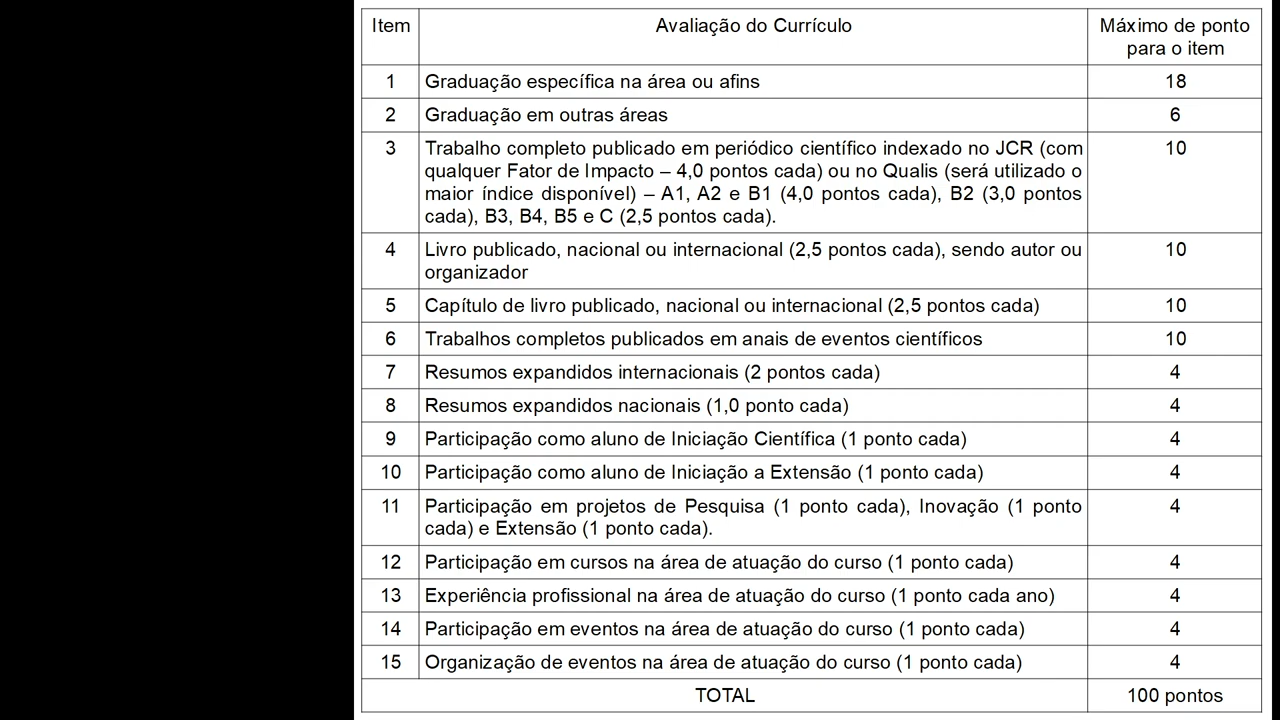 Item Avaliação do Currículo Máximo de ponto
para o item
1 Graduação específica na área ou afins 18
2 Graduação em outras áreas 6
3 Trabalho completo publicado em periódico científico indexado no JCR (com 10
qualquer Fator de Impacto – 4,0 pontos cada) ou no Qualis (será utilizado o
maior índice disponível) – A1, A2 e B1 (4,0 pontos cada), B2 (3,0 pontos
cada), B3, B4, B5 e C (2,5 pontos cada).
4 Livro publicado, nacional ou internacional (2,5 pontos cada), sendo autor ou 10
organizador
5 Capítulo de livro publicado, nacional ou internacional (2,5 pontos cada) 10
6 Trabalhos completos publicados em anais de eventos científicos 10
7 Resumos expandidos internacionais (2 pontos cada) 4
8 Resumos expandidos nacionais (1,0 ponto cada) 4
9 Participação como aluno de Iniciação Científica (1 ponto cada) 4
10 Participação como aluno de Iniciação a Extensão (1 ponto cada) 4
11 Participação em projetos de Pesquisa (1 ponto cada), Inovação (1 ponto 4
cada) e Extensão (1 ponto cada).
12 Participação em cursos na área de atuação do curso (1 ponto cada) 4
13 Experiência profissional na área de atuação do curso (1 ponto cada ano) 4
14 Participação em eventos na área de atuação do curso (1 ponto cada) 4
15 Organização de eventos na área de atuação do curso (1 ponto cada) 4
TOTAL 100 pontos